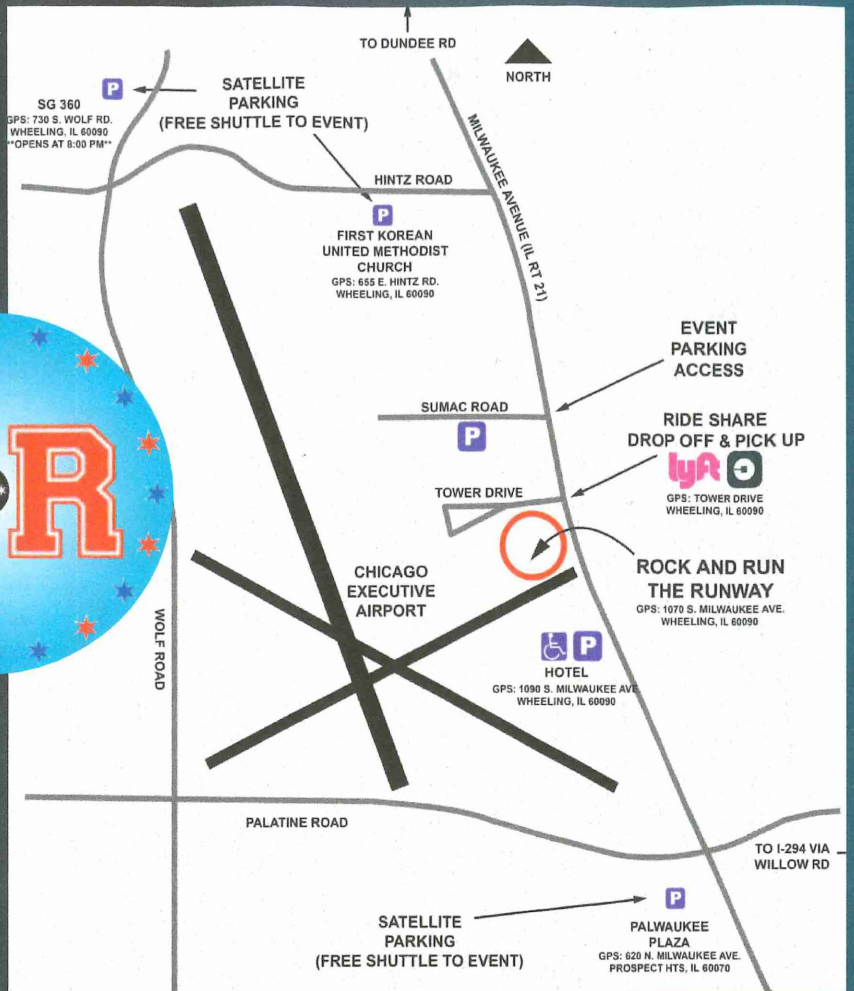 TO DUNDEE RD
NORTH
P
SG 360
GPS: 730 S. WOLF RD.
WHEELING, IL 60090
**OPENS AT 8:00 PM**
SATELLITE
PARKING
(FREE SHUTTLE TO EVENT)
MILWAUKEE AVENUE (IL RT 21)
HINTZ ROAD
P
FIRST KOREAN
UNITED METHODIST
CHURCH
GPS: 655 E. HINTZ RD.
WHEELING, IL 60090
EVENT
PARKING
ACCESS
SUMAC ROAD
P
RIDE SHARE
DROP OFF & PICK UP
lyft
GPS: TOWER DRIVE
WHEELING, IL 60090
TOWER DRIVE
R
CHICAGO
EXECUTIVE
AIRPORT
ROCK AND RUN
THE RUNWAY
GPS: 1070 S. MILWAUKEE AVE.
WHEELING, IL 60090
WOLF ROAD
P
HOTEL
GPS: 1090 S. MILWAUKEE AVE
WHEELING, IL 60090
PALATINE ROAD
TO I-294 VIA
WILLOW RD
P
SATELLITE
PARKING
(FREE SHUTTLE TO EVENT)
PALWAUKEE
PLAZA
GPS: 620 N. MILWAUKEE AVE.
PROSPECT HTS, IL 60070